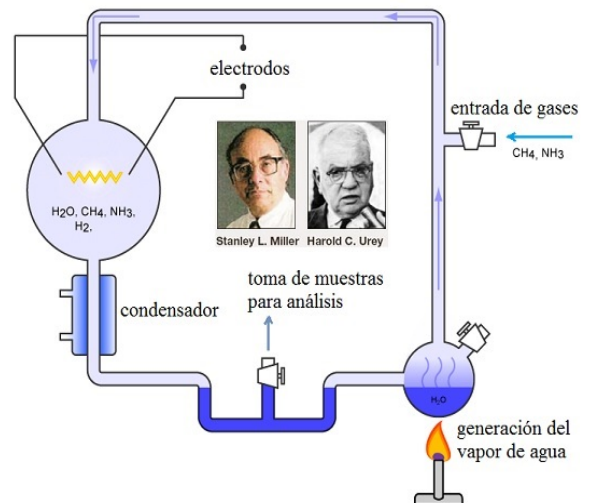 electrodos
entrada de gases
CH4, NH3
H2O, CH4, NH3,
H2,
Stanley L. Miller Harold C. Urey
toma de muestras
para análisis
condensador
H2O
generación del
vapor de agua